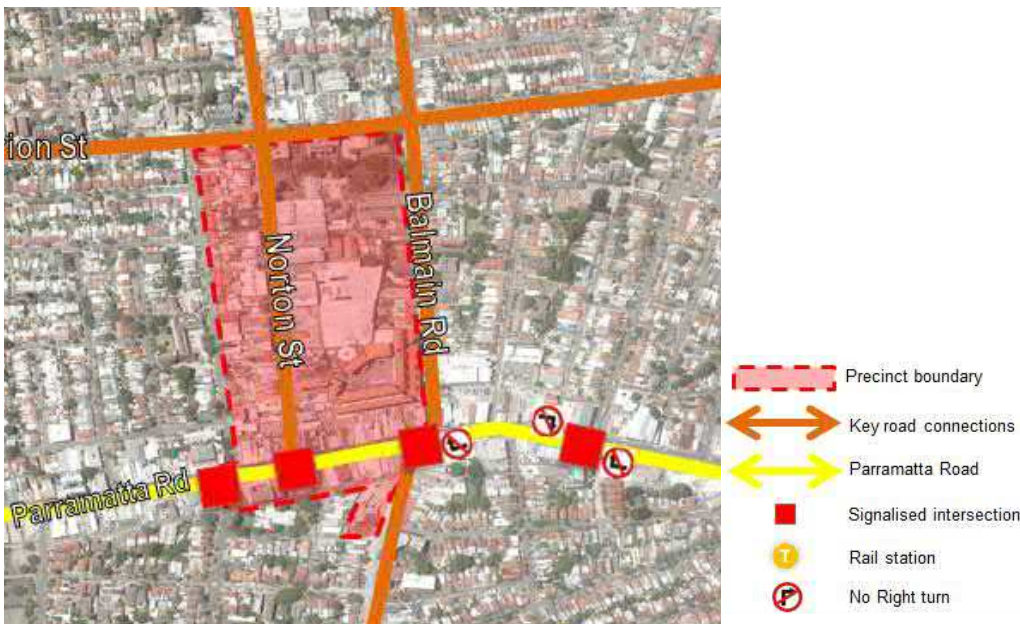 ion St
Norton St
Balmain Rd
Parramatta Rd
Precinct boundary
Key road connections
Parramatta Road
Signalised intersection
T
Rail station
No Right turn